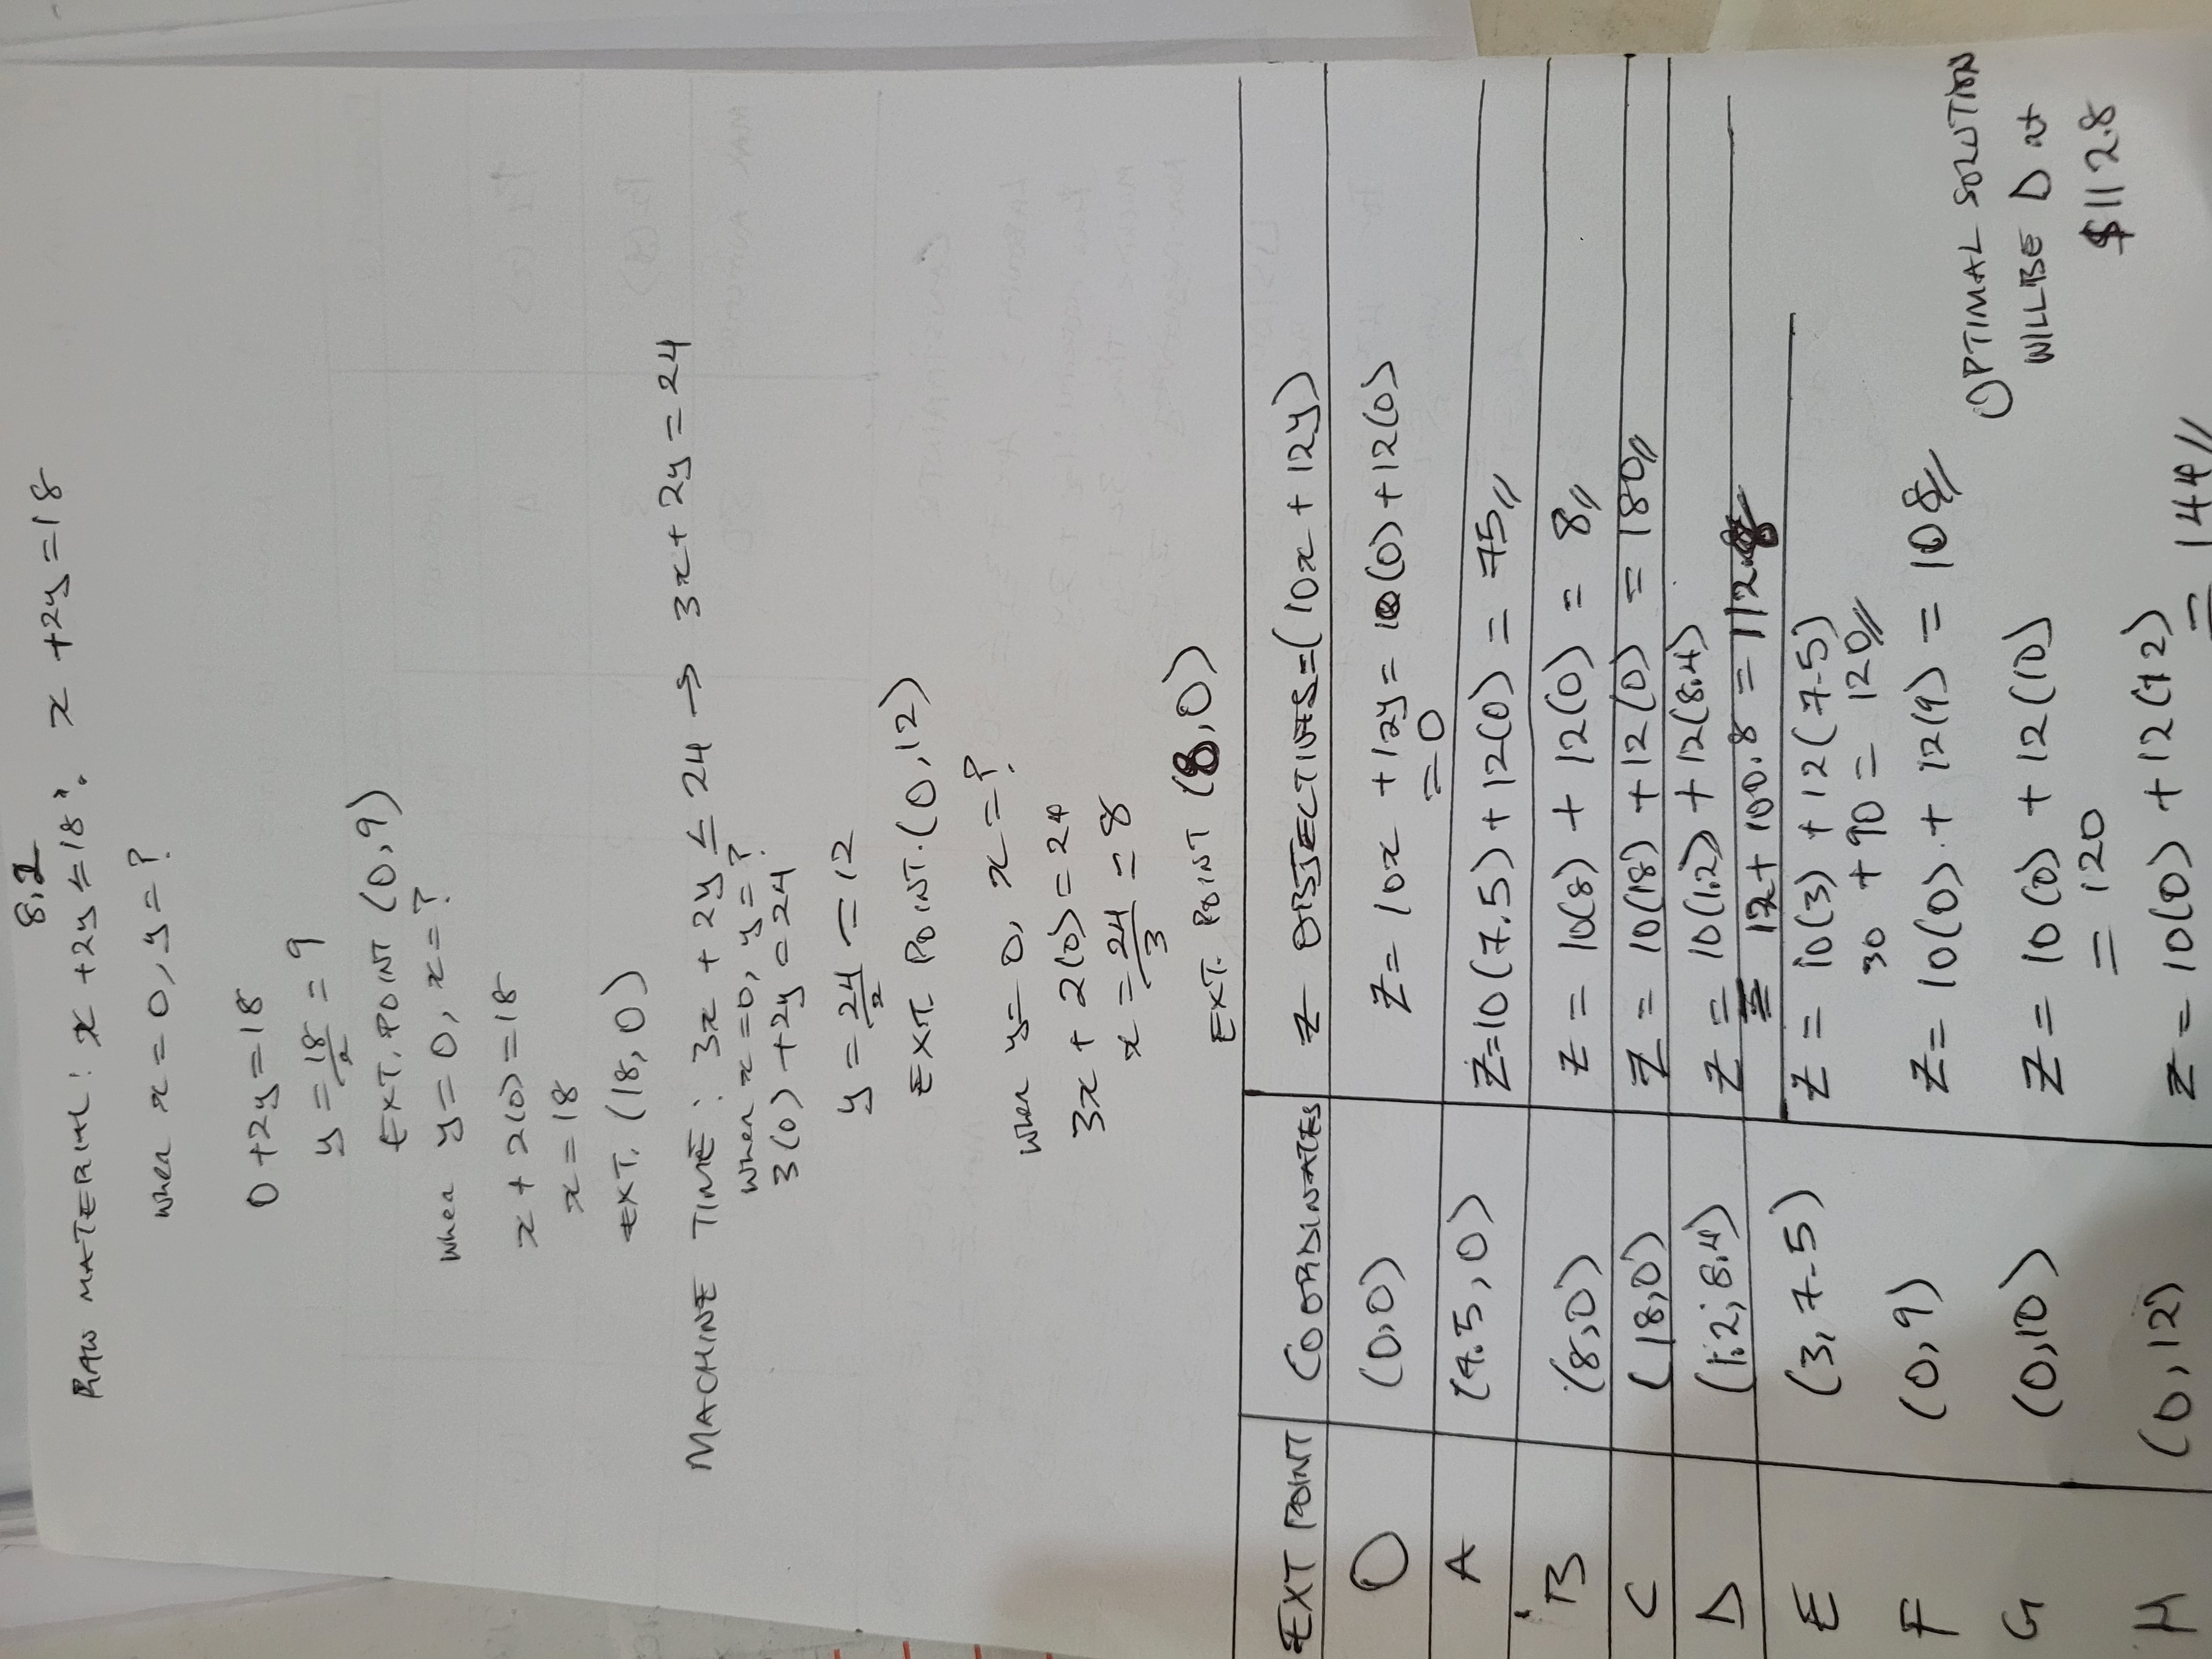 8.2
RAW MATERIAL: x + 2y ≤ 18: x + 2y = 18
when x = 0, y = ?
0 + 2y = 18
y = 18/2 = 9
EXT. POINT (0,9)
when y = 0, x = ?
x + 2(0) = 18
x = 18
EXT. (18, 0)
MACHINE TIME: 3x + 2y ≤ 24 → 3x + 2y = 24
when x = 0, y = ?
3(0) + 2y = 24
y = 24/2 = 12
EXT. POINT. (0, 12)
when y = 0, x = ?
3x + 2(0) = 24
x = 24/3 = 8
EXT. POINT (8, 0)
EXT POINT COORDINATES Z OBJECTIVES = (10x + 12y)
O (0,0) Z = 10x + 12y = 10(0) + 12(0)
= 0
A (7.5, 0) Z = 10(7.5) + 12(0) = 75//
B (8,0) Z = 10(8) + 12(0) = 8//
C (18,0) Z = 10(18) + 12(0) = 180//
D (1.2, 8.4) Z = 10(1.2) + 12(8.4)
= 12 + 100.8 = 112.8
E (3, 7.5) Z = 10(3) + 12(7.5)
30 + 90 = 120//
F (0, 9) Z = 10(0) + 12(9) = 108//
G (0, 10) Z = 10(0) + 12(10)
= 120
H (0, 12) Z = 10(0) + 12(12)
= 144//
OPTIMAL SOLUTION
WILL BE D at
$112.8